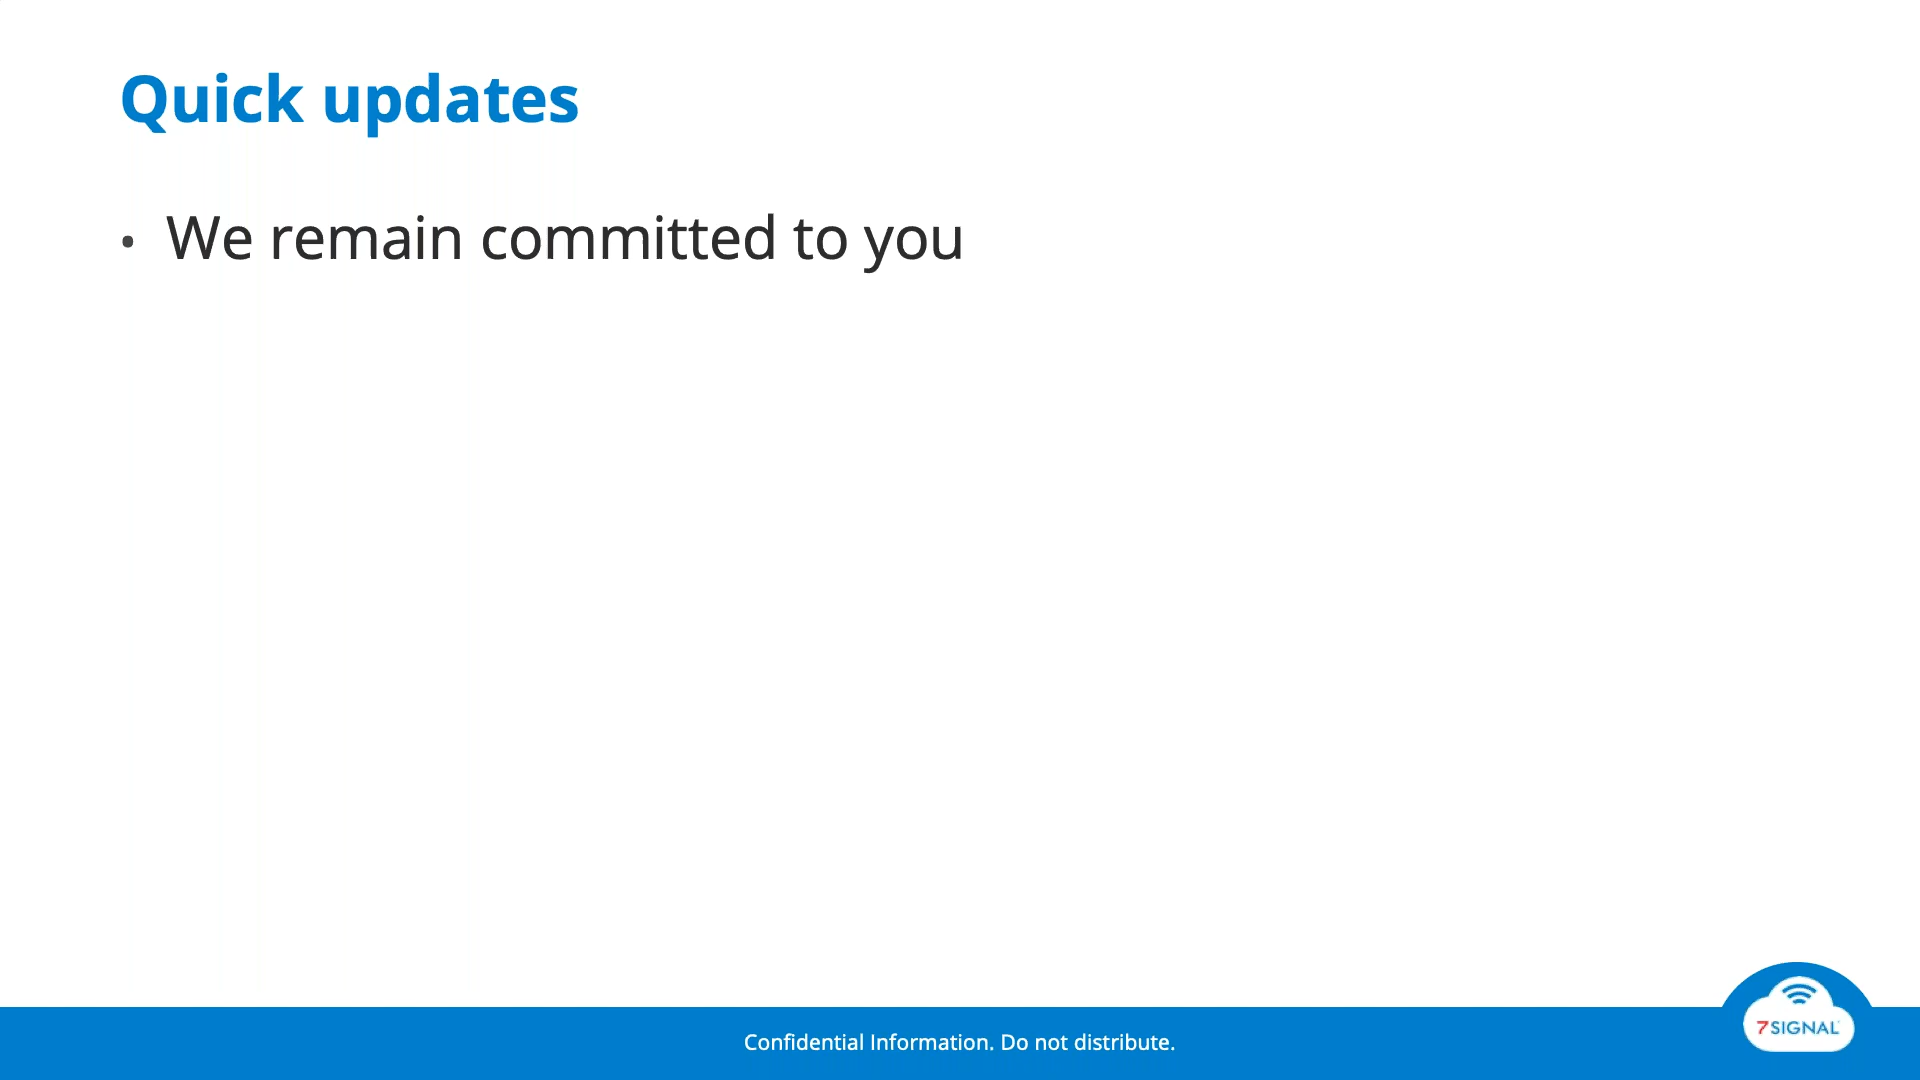 Quick updates
• We remain committed to you
Confidential Information. Do not distribute.
7SIGNAL